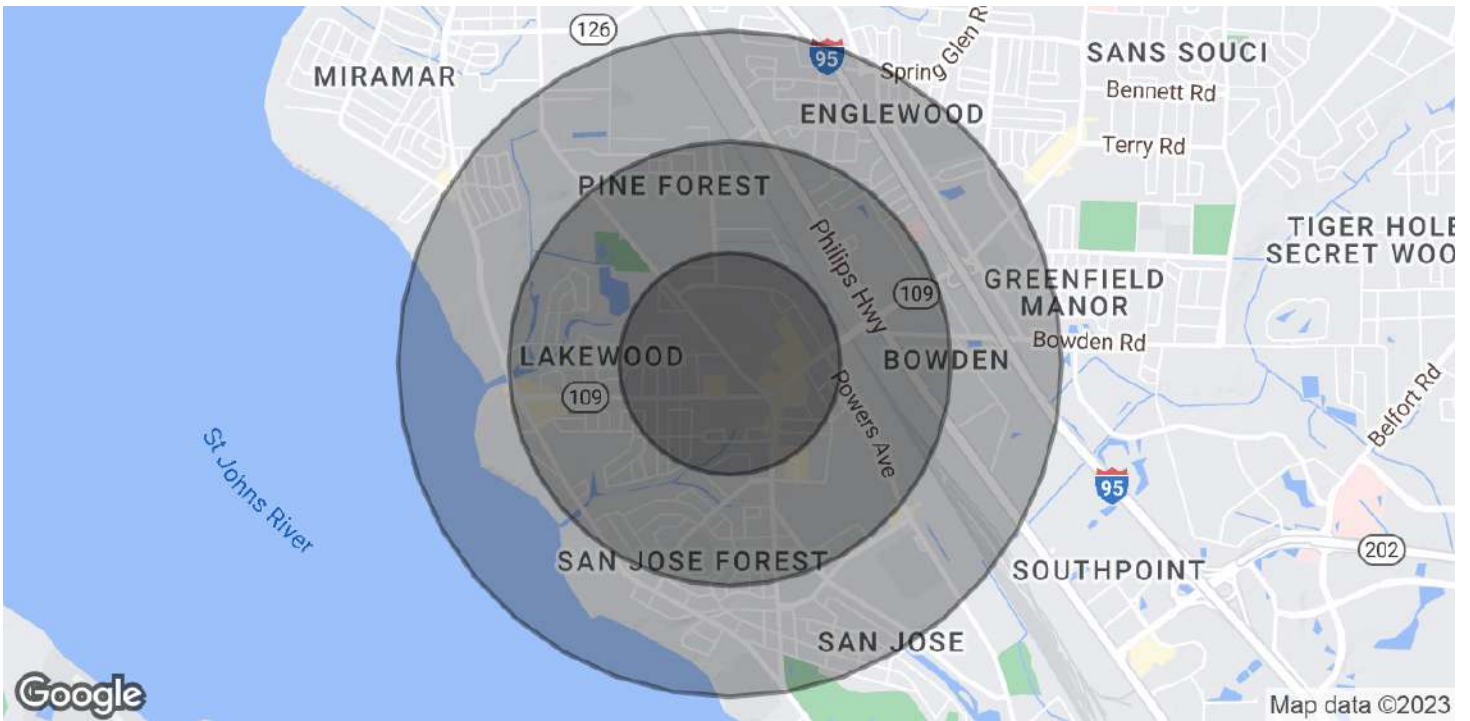 126
MIRAMAR
95
Spring Glen R
SANS SOUCI
Bennett Rd
ENGLEWOOD
Terry Rd
PINE FOREST
Philips Hwy
TIGER HOLE
SECRET WOO
109
GREENFIELD
MANOR
Bowden Rd
LAKEWOOD
BOWDEN
109
Powers Ave
Belfort Rd
St Johns River
95
202
SAN JOSE FOREST
SOUTHPOINT
SAN JOSE
Google
Map data ©2023